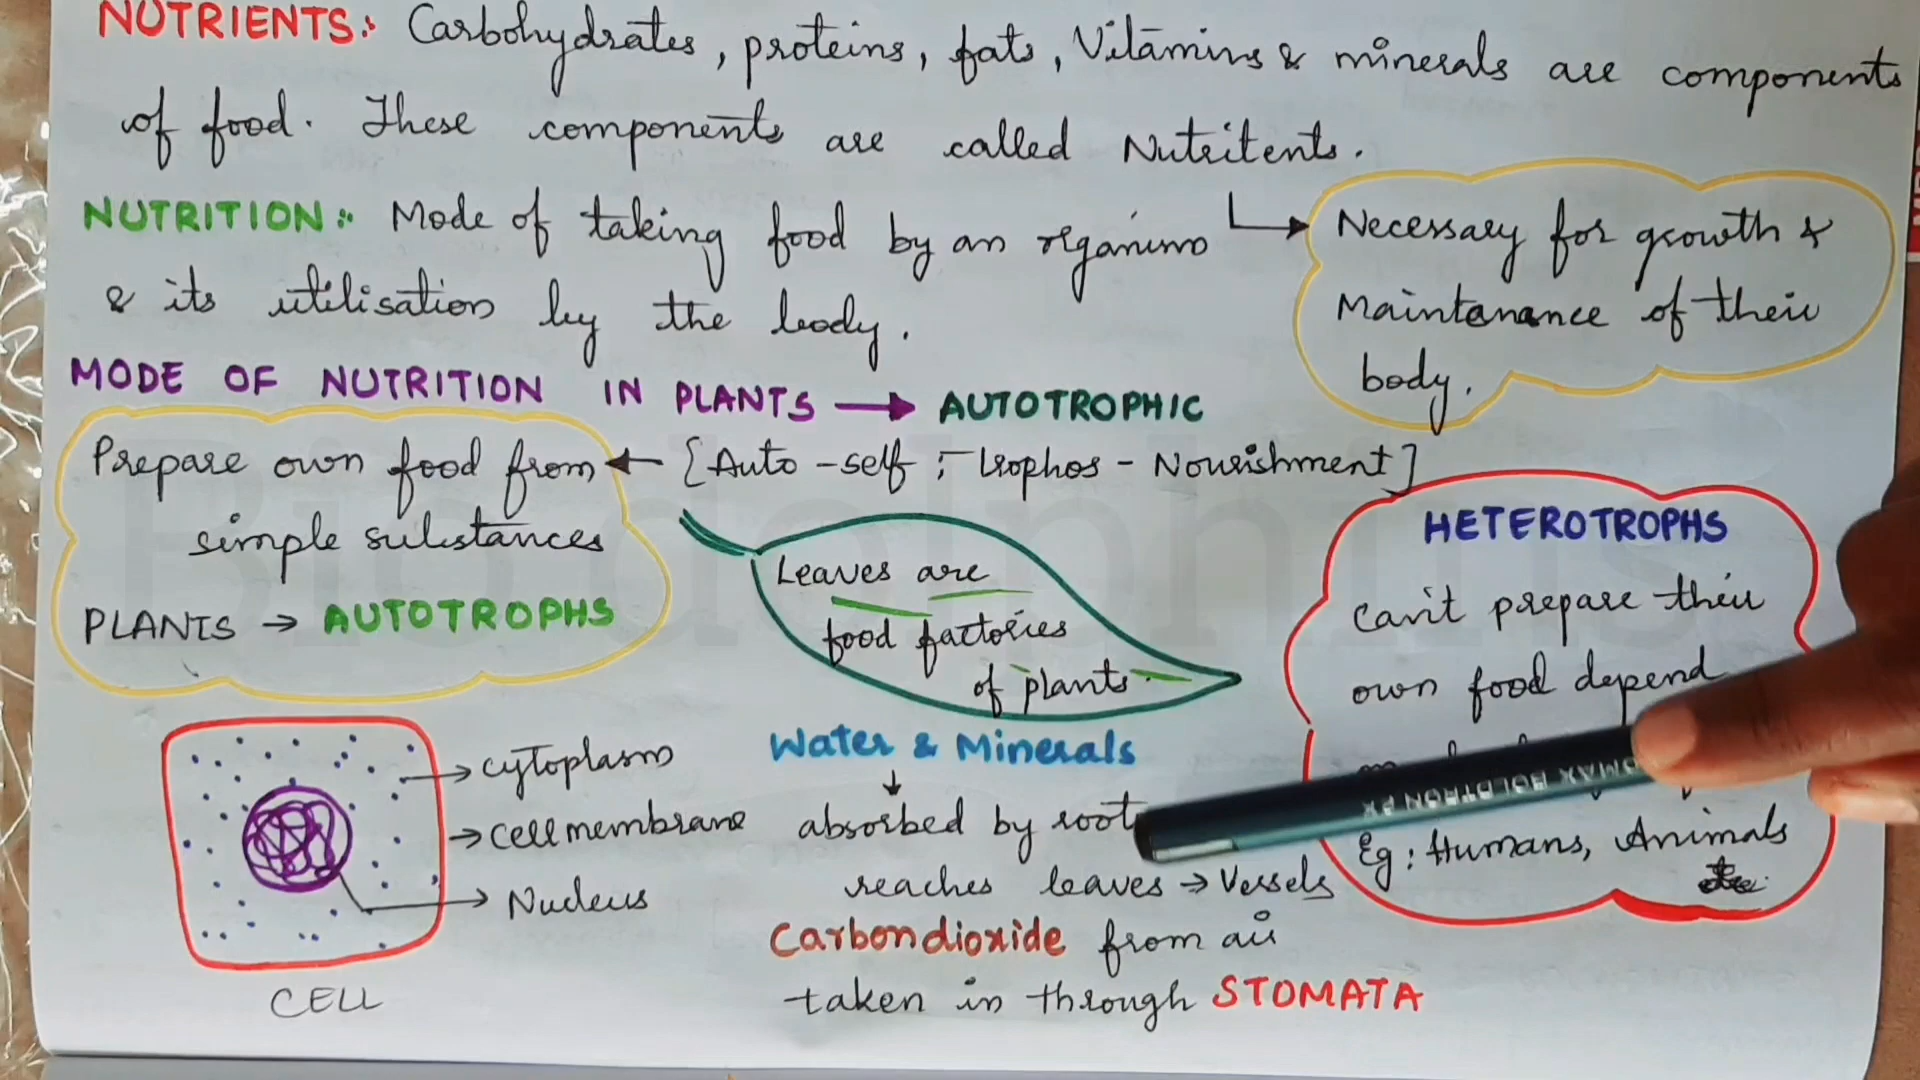 NUTRIENTS: Carbohydrates, proteins, fats, Vitamins & minerals are components
of food. These components are called Nutritents.
NUTRITION: Mode of taking food by an organism
& its utilisation by the body.
Necessary for growth &
Maintenance of their
body.
MODE OF NUTRITION IN PLANTS → AUTOTROPHIC
[Auto - self ; trophos - Nourishment]
Prepare own food from
simple substances
PLANTS → AUTOTROPHS
Leaves are
food factories
of plants.
HETEROTROPHS
Can't prepare their
own food depend
Eg: Humans, Animals
etc.
cytoplasm
cell membrane
Nucleus
CELL
Water & Minerals
absorbed by root
reaches leaves → Vessels
Carbondioxide from air
taken in through STOMATA
Biodolphins